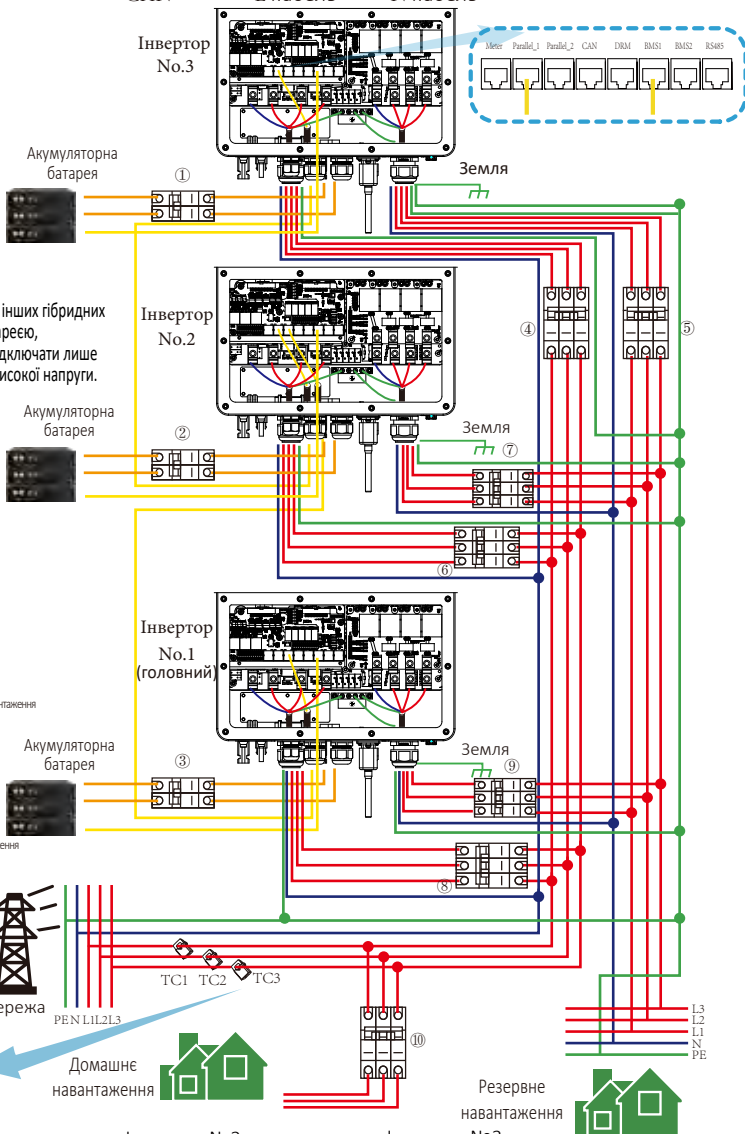 Інвертор
No.3
Meter Parallel_1 Parallel_2 CAN DRM BMS1 BMS2 RS485
Акумуляторна
батарея
①
Земля
інших гібридних
лише
исокої напруги.
④
⑤
Інвертор
No.2
Акумуляторна
батарея
②
Земля
⑦
⑥
Інвертор
No.1
(головний)
Акумуляторна
батарея
③
Земля
⑨
⑧
TC1 TC2 TC3
PE N L1L2L3
⑩
Домашнє
навантаження
L3
L2
L1
N
PE
Резервне
навантаження